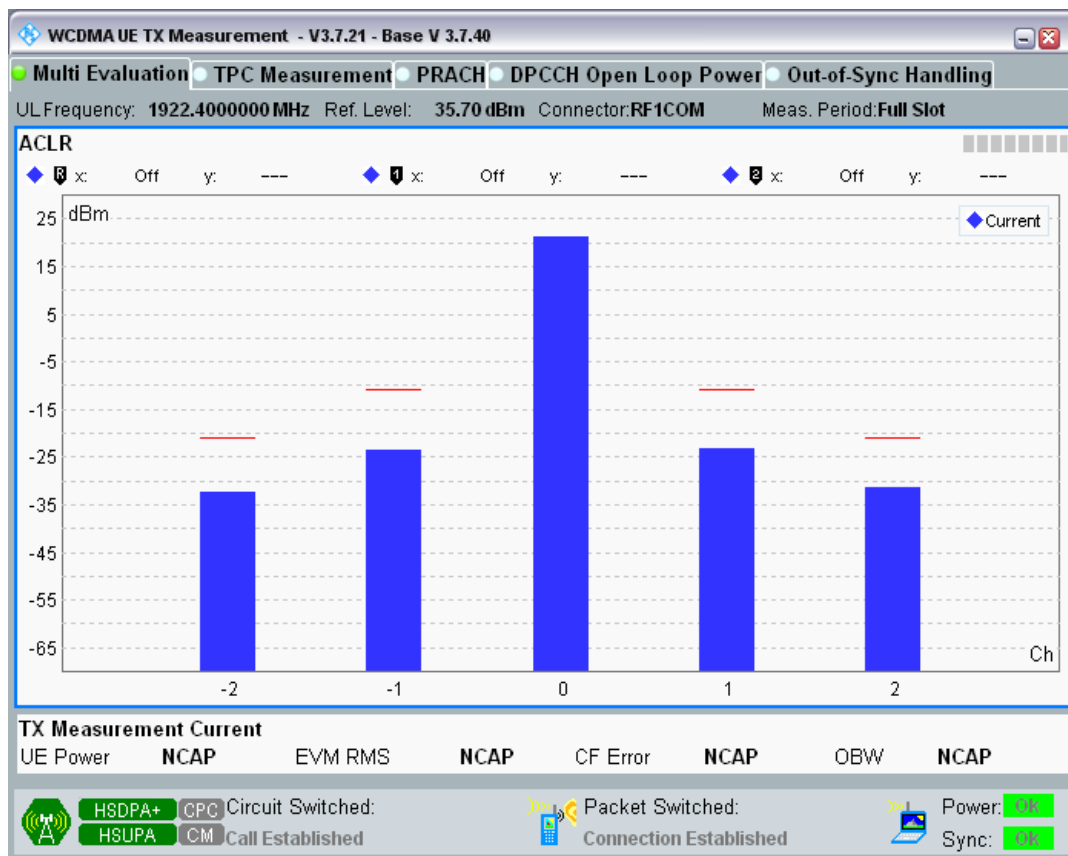 WCDMA UE TX Measurement - V3.7.21 - Base V 3.7.40
Multi Evaluation TPC Measurement PRACH DPCCH Open Loop Power Out-of-Sync Handling
UL Frequency: 1922.4000000 MHz Ref. Level: 35.70 dBm Connector:RF1COM Meas. Period:Full Slot
ACLR
R x: Off y: --- 1 x: Off y: --- 2 x: Off y: ---
dBm
Current
25
15
5
-5
-15
-25
-35
-45
-55
-65
Ch
-2 -1 0 1 2
TX Measurement Current
UE Power NCAP EVM RMS NCAP CF Error NCAP OBW NCAP
HSDPA+ CPC Circuit Switched: Packet Switched: Power: OK
HSUPA CM Call Established Connection Established Sync: OK